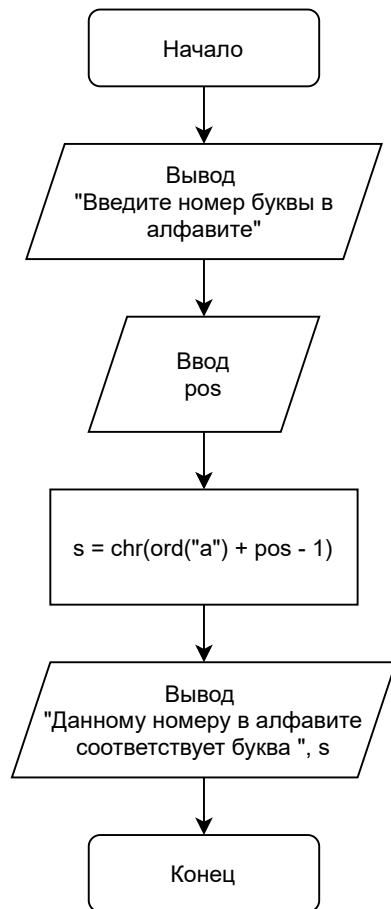 Начало
Вывод
"Введите номер буквы в
алфавите"
Ввод
pos
s = chr(ord("a") + pos - 1)
Вывод
"Данному номеру в алфавите
соответствует буква ", s
Конец